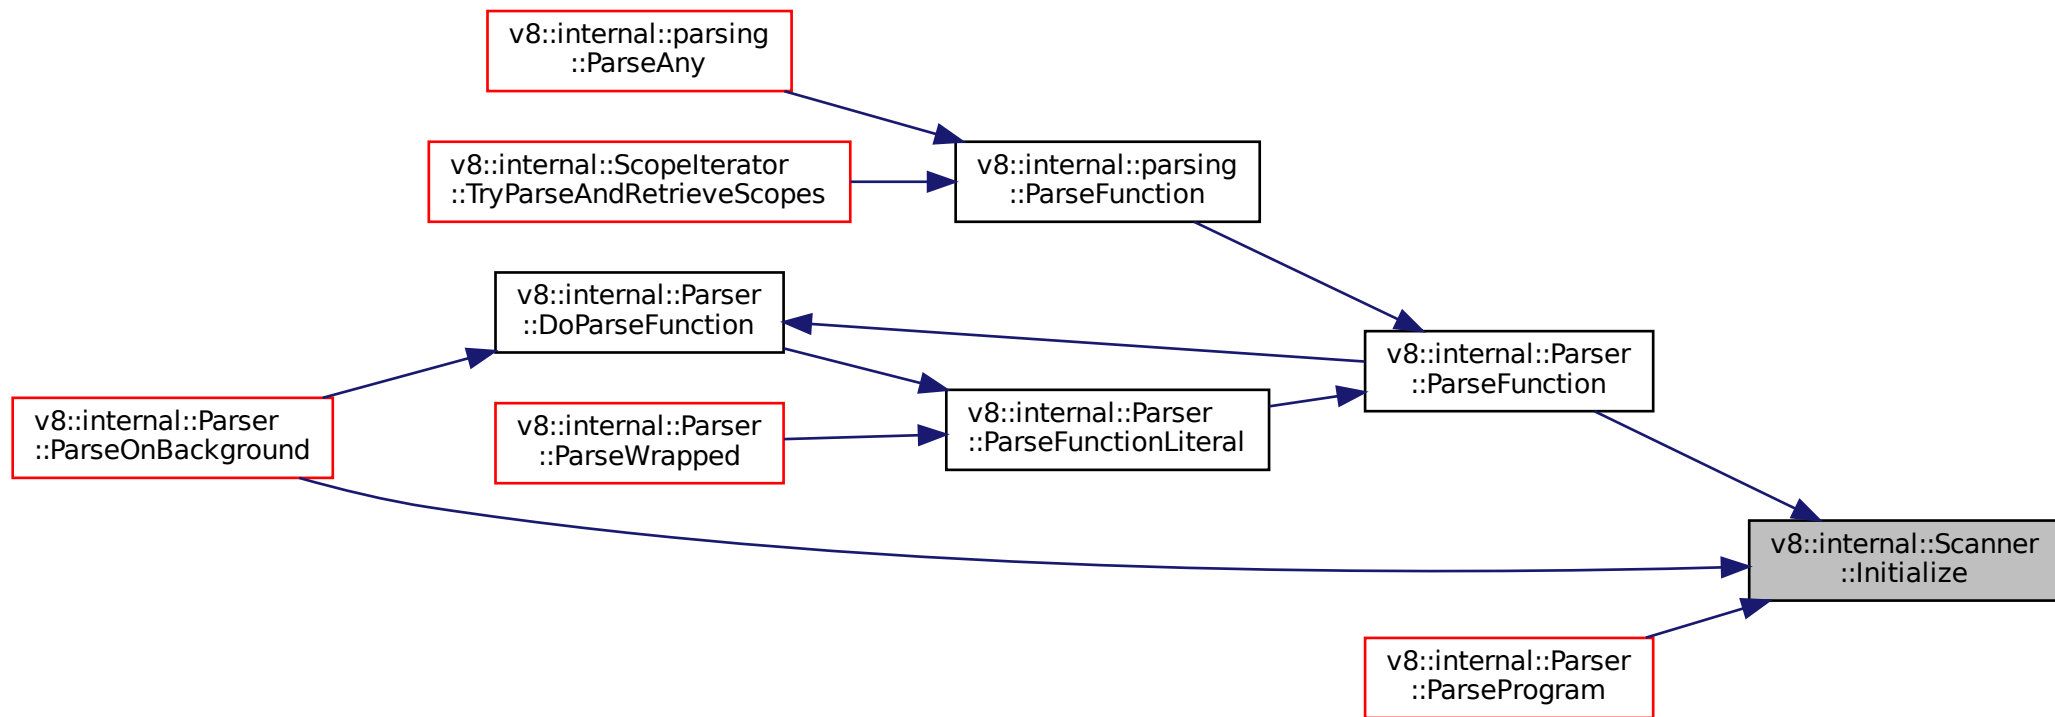 v8::internal::parsing
::ParseAny
v8::internal::ScopeIterator
::TryParseAndRetrieveScopes
v8::internal::parsing
::ParseFunction
v8::internal::Parser
::DoParseFunction
v8::internal::Parser
::ParseFunction
v8::internal::Parser
::ParseOnBackground
v8::internal::Parser
::ParseWrapped
v8::internal::Parser
::ParseFunctionLiteral
v8::internal::Scanner
::Initialize
v8::internal::Parser
::ParseProgram